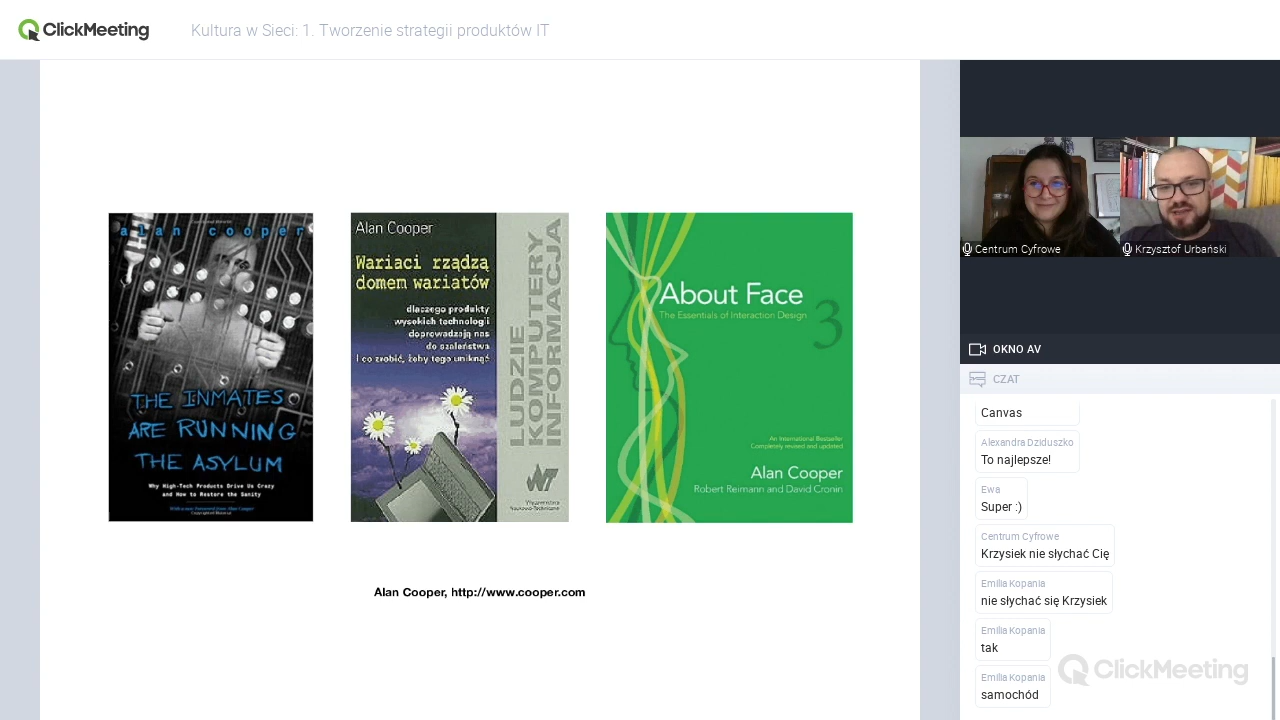 ClickMeeting
Kultura w Sieci: 1. Tworzenie strategii produktów IT
alan cooper
THE INMATES
ARE RUNNING
THE ASYLUM
Why High-Tech Products Drive Us Crazy
and How to Restore the Sanity
Alan Cooper
Wariaci rządzą
domem wariatów
dlaczego produkty
wysokich technologii
doprowadzają nas
do szaleństwa
i co zrobić, żeby tego uniknąć
LUDZIE
KOMPUTERY
INFORMACJA
Wydawnictwa
Naukowo-Techniczne
About Face
The Essentials of Interaction Design
3
An International Bestseller
Completely revised and updated
Alan Cooper
Robert Reimann and David Cronin
Alan Cooper, http://www.cooper.com
Centrum Cyfrowe
Krzysztof Urbański
OKNO AV
CZAT
Canvas
Alexandra Dziduszko
To najlepsze!
Ewa
Super :)
Centrum Cyfrowe
Krzysiek nie słychać Cię
Emilia Kopania
nie słychać się Krzysiek
Emilia Kopania
tak
Emilia Kopania
samochód
ClickMeeting